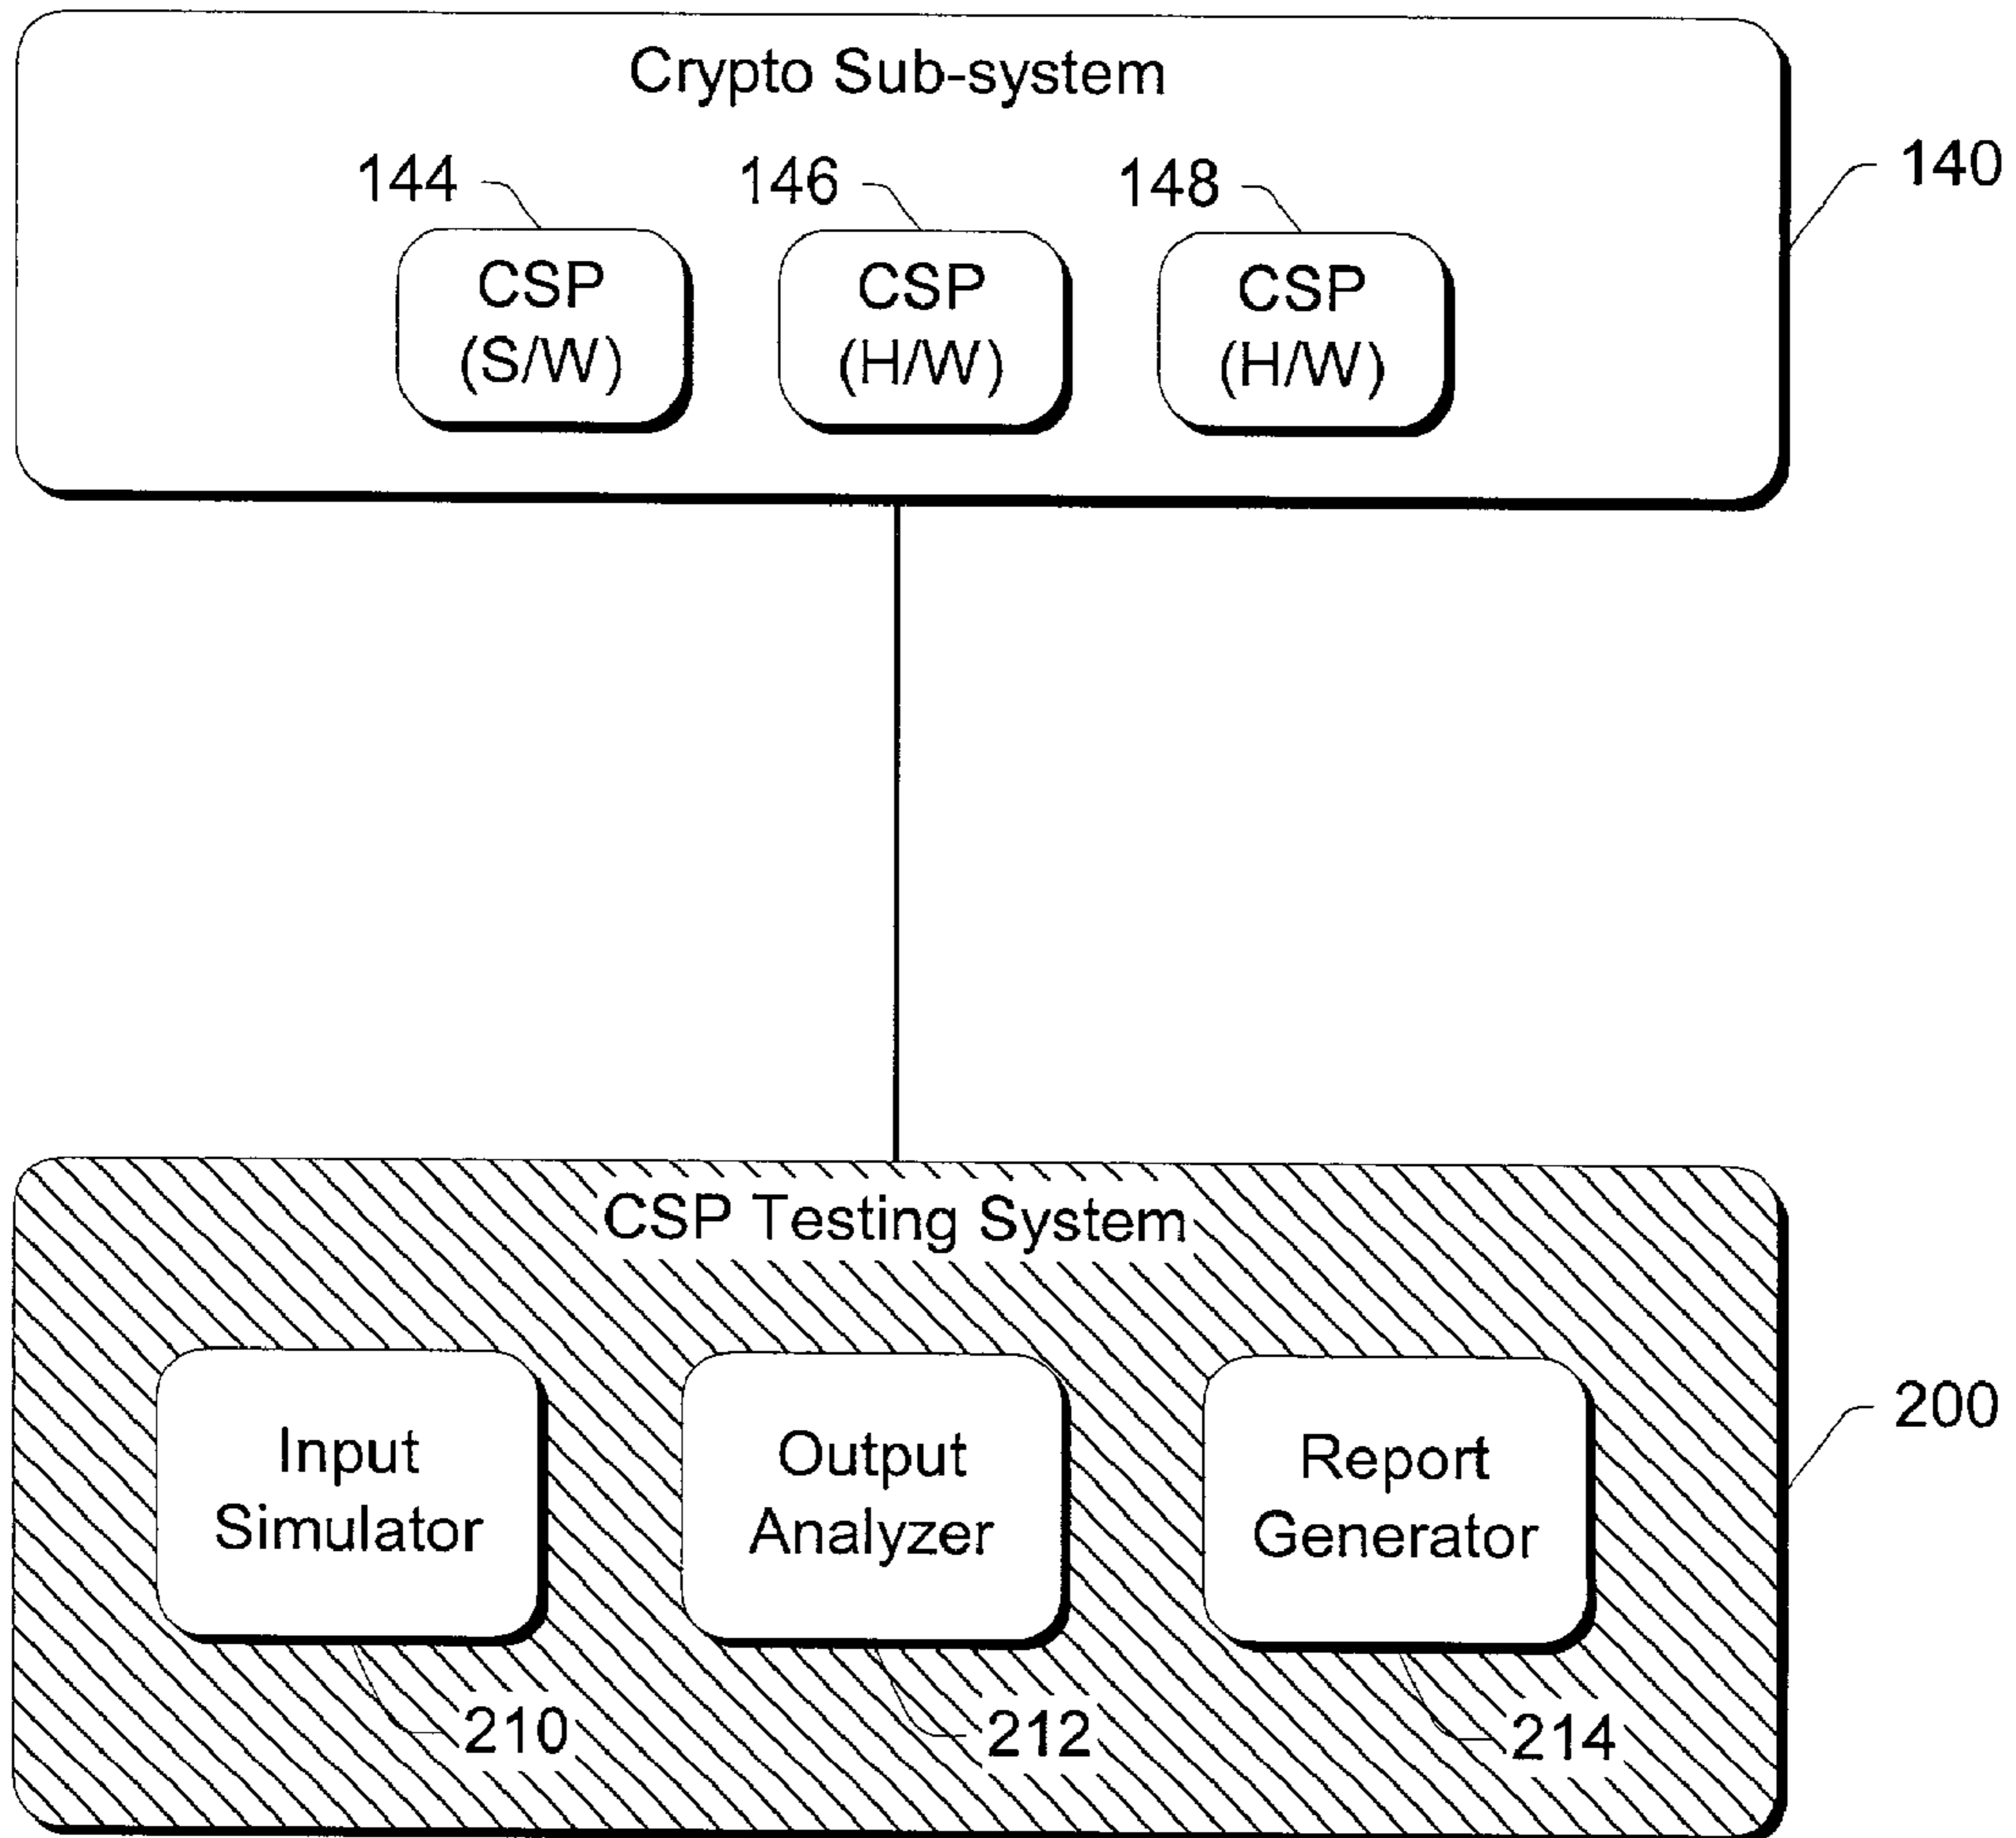 Crypto Sub-system
144
146
148
140
CSP
(S/W)
CSP
(H/W)
CSP
(H/W)
CSP Testing System
Input
Simulator
Output
Analyzer
Report
Generator
200
210
212
214